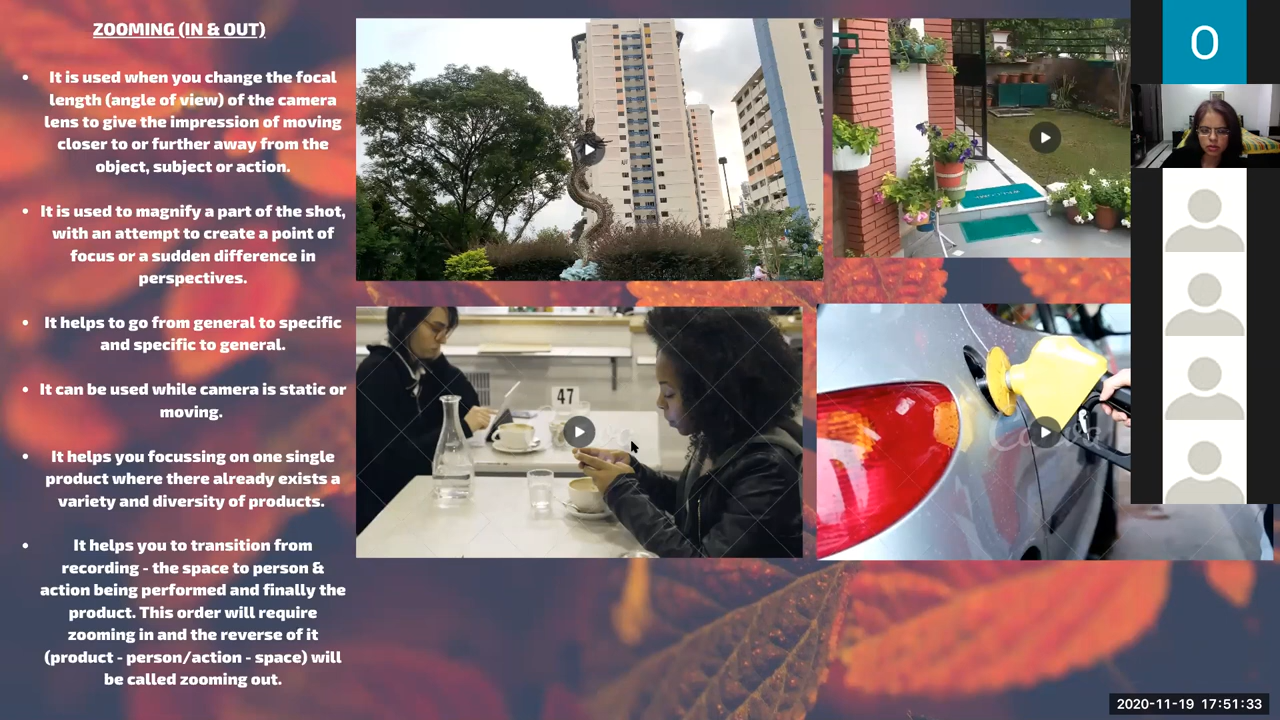 ZOOMING (IN & OUT)
• It is used when you change the focal
length (angle of view) of the camera
lens to give the impression of moving
closer to or further away from the
object, subject or action.
• It is used to magnify a part of the shot,
with an attempt to create a point of
focus or a sudden difference in
perspectives.
• It helps to go from general to specific
and specific to general.
• It can be used while camera is static or
moving.
• It helps you focussing on one single
product where there already exists a
variety and diversity of products.
• It helps you to transition from
recording - the space to person &
action being performed and finally the
product. This order will require
zooming in and the reverse of it
(product - person/action - space) will
be called zooming out.
47
O
2020-11-19 17:51:33